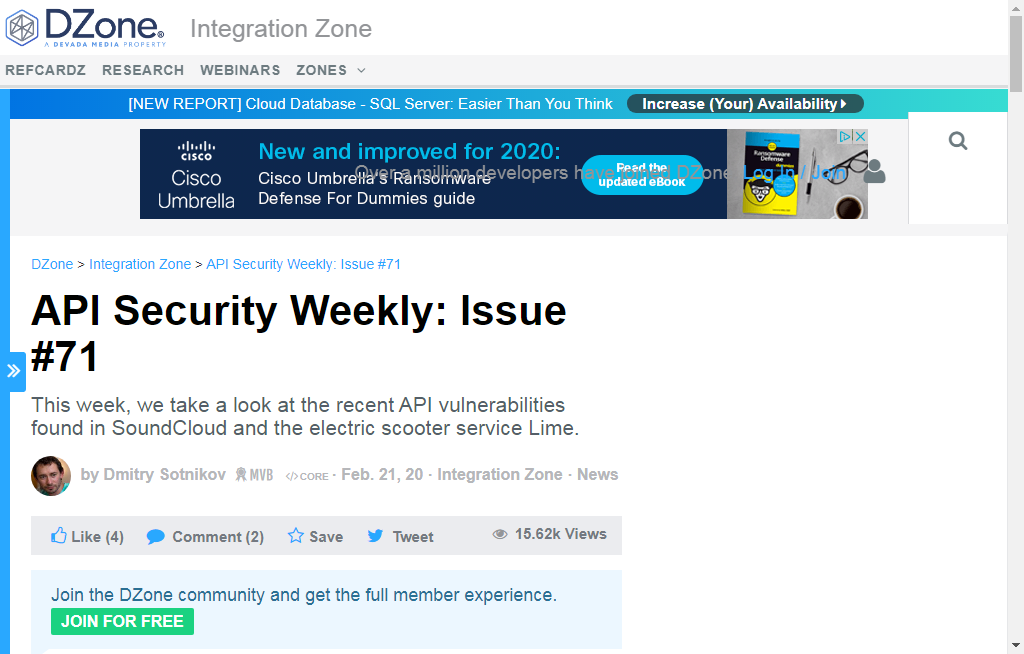 DZone®
A DEVADA MEDIA PROPERTY
Integration Zone
REFCARDZ RESEARCH WEBINARS ZONES
[NEW REPORT] Cloud Database - SQL Server: Easier Than You Think Increase (Your) Availability
cisco
Cisco
Umbrella
New and improved for 2020:
Cisco Umbrella's Ransomware
Defense For Dummies guide
Read the
updated eBook
Ransomware
Defense
dummies
Over a million developers have joined DZone. Log In / Join
DZone > Integration Zone > API Security Weekly: Issue #71
API Security Weekly: Issue
#71
This week, we take a look at the recent API vulnerabilities
found in SoundCloud and the electric scooter service Lime.
by Dmitry Sotnikov MVB </> CORE · Feb. 21, 20 · Integration Zone · News
Like (4) Comment (2) Save Tweet 15.62k Views
Join the DZone community and get the full member experience.
JOIN FOR FREE